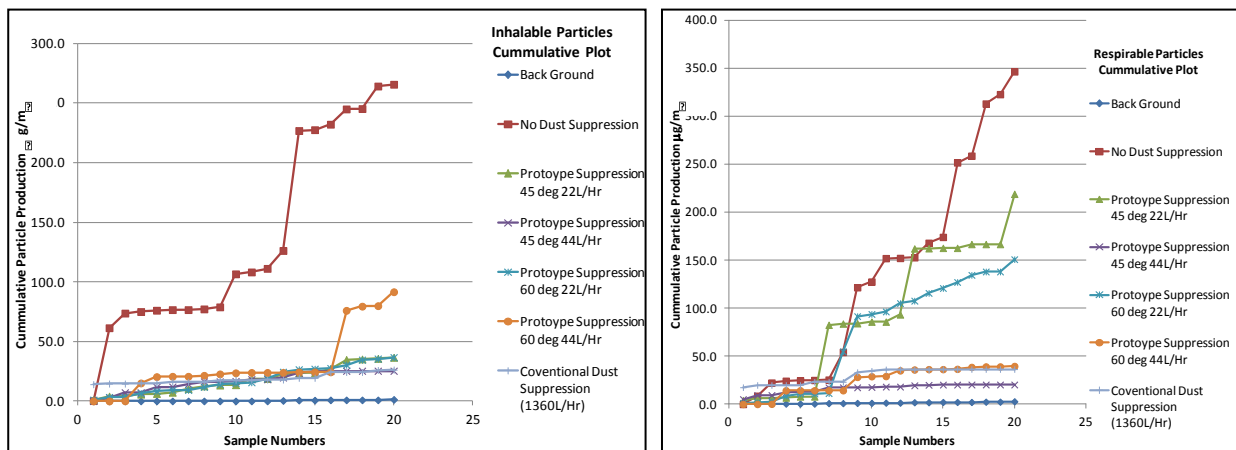 Inhalable Particles
Cummulative Plot
300.0
0
200.0
150.0
100.0
50.0
0.0
0
5
10
15
20
25
Cummulative Particle Production g/m
Sample Numbers
Back Ground
No Dust Suppression
Protoype Suppression
45 deg 22L/Hr
Protoype Suppression
45 deg 44L/Hr
Protoype Suppression
60 deg 22L/Hr
Protoype Suppression
60 deg 44L/Hr
Coventional Dust
Suppression
(1360L/Hr)
Respirable Particles
Cummulative Plot
400.0
350.0
300.0
250.0
200.0
150.0
100.0
50.0
0.0
0
5
10
15
20
25
Cummulative Particle Production µg/m
Sample Numbers
Back Ground
No Dust Suppression
Protoype Suppression
45 deg 22L/Hr
Protoype Suppression
45 deg 44L/Hr
Protoype Suppression
60 deg 22L/Hr
Protoype Suppression
60 deg 44L/Hr
Coventional Dust
Suppression
(1360L/Hr)